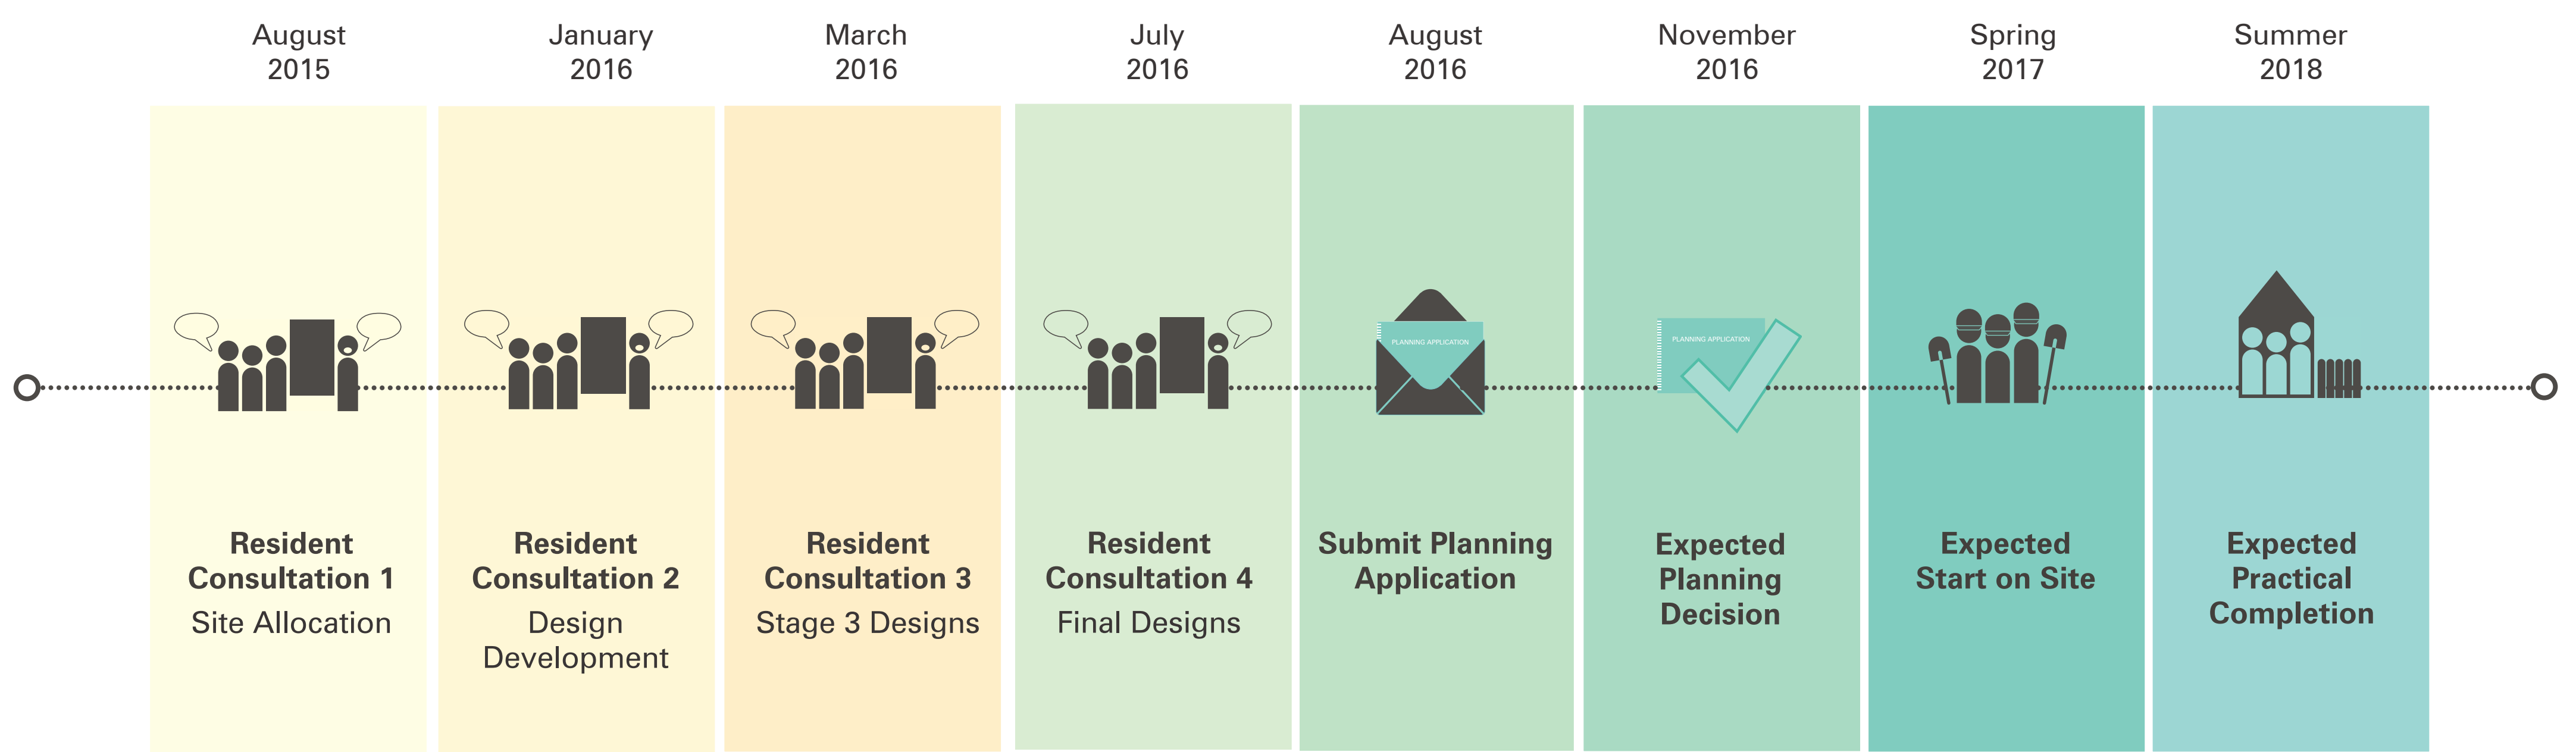 August
2015
January
2016
March
2016
July
2016
August
2016
November
2016
Spring
2017
Summer
2018
PLANNING APPLICATION
PLANNING APPLICATION
Resident
Consultation 1
Site Allocation
Resident
Consultation 2
Design
Development
Resident
Consultation 3
Stage 3 Designs
Resident
Consultation 4
Final Designs
Submit Planning
Application
Expected
Planning
Decision
Expected
Start on Site
Expected
Practical
Completion